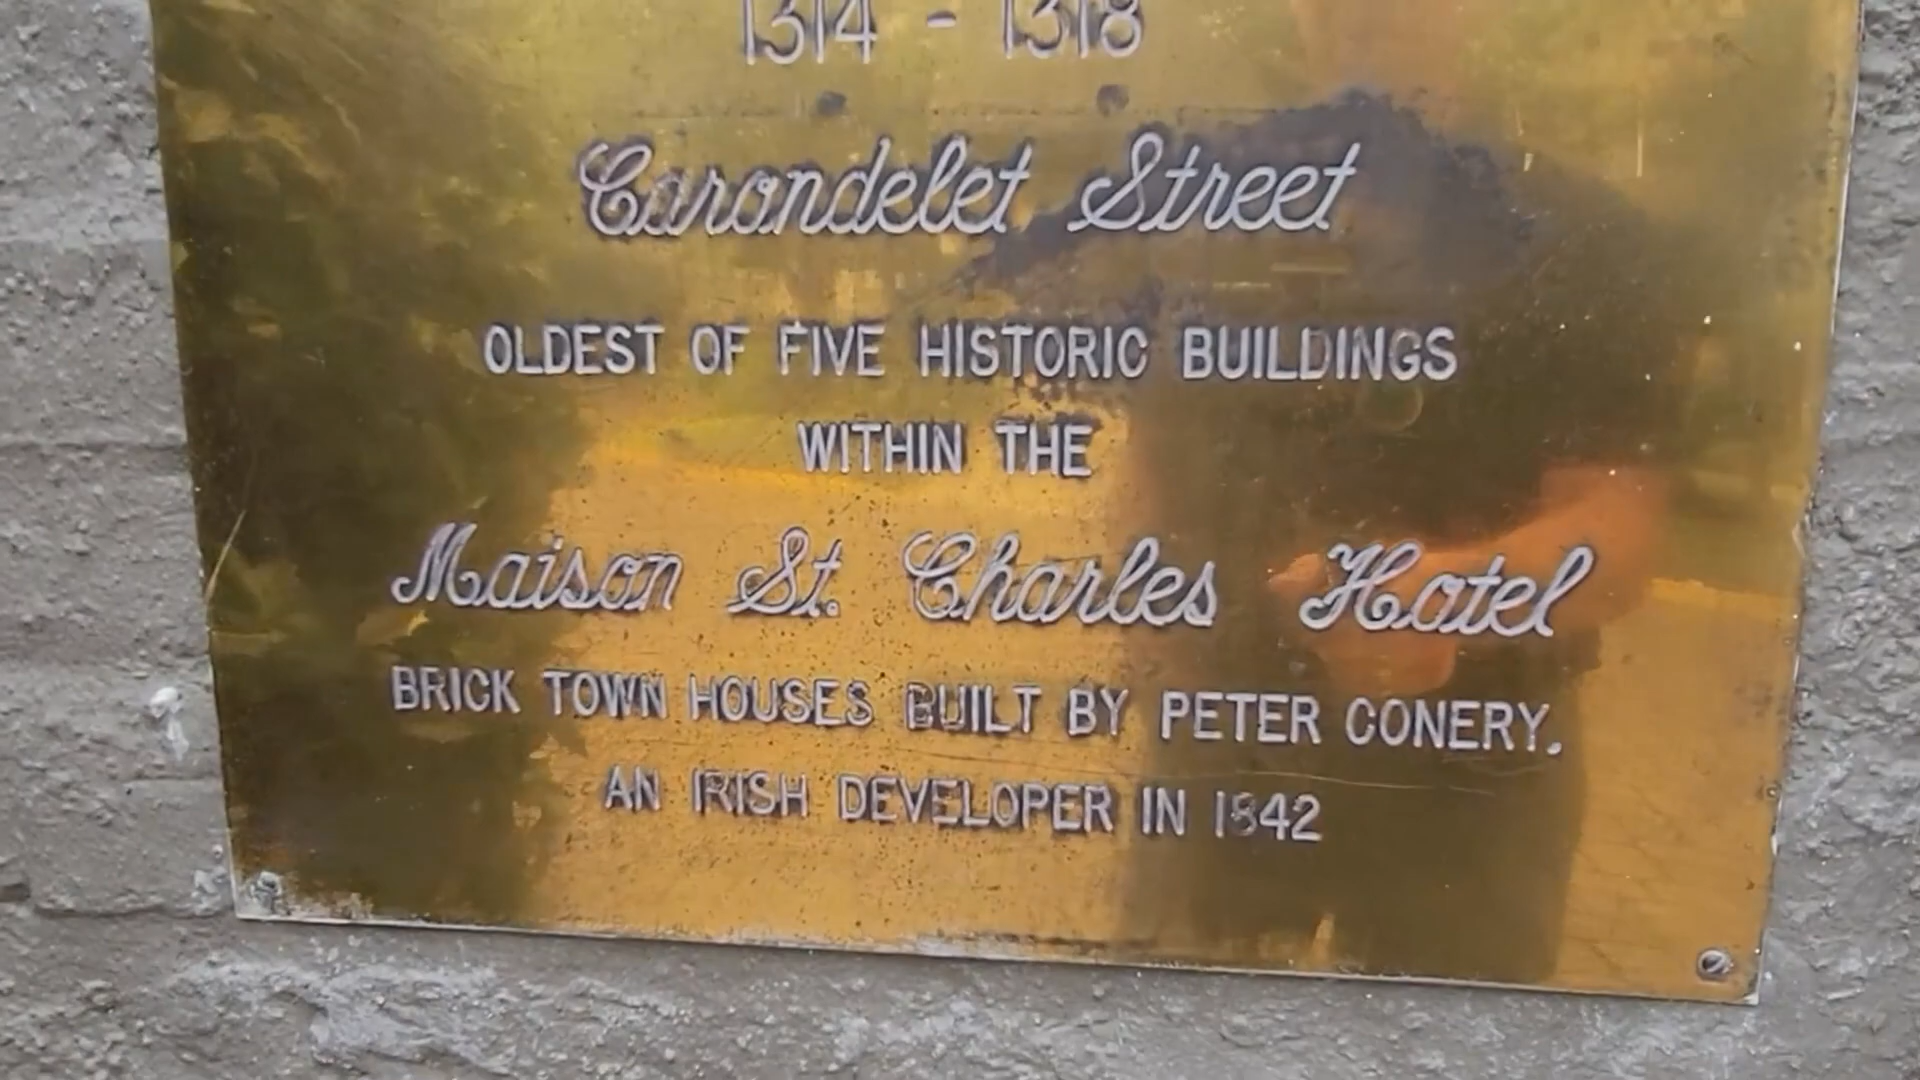 1314 - 1318
Carondelet Street
OLDEST OF FIVE HISTORIC BUILDINGS
WITHIN THE
Maison St. Charles Hotel
BRICK TOWN HOUSES BUILT BY PETER CONERY.
AN IRISH DEVELOPER IN 1842